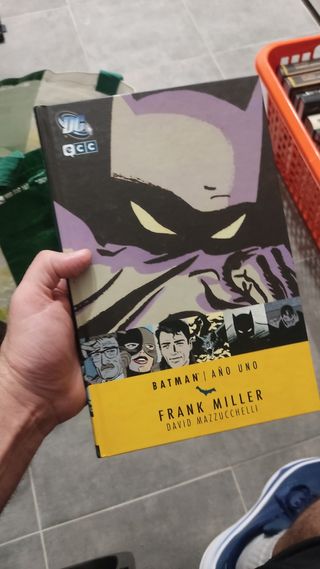 DC
ecc
BATMAN | AÑO UNO
FRANK MILLER
DAVID MAZZUCCHELLI